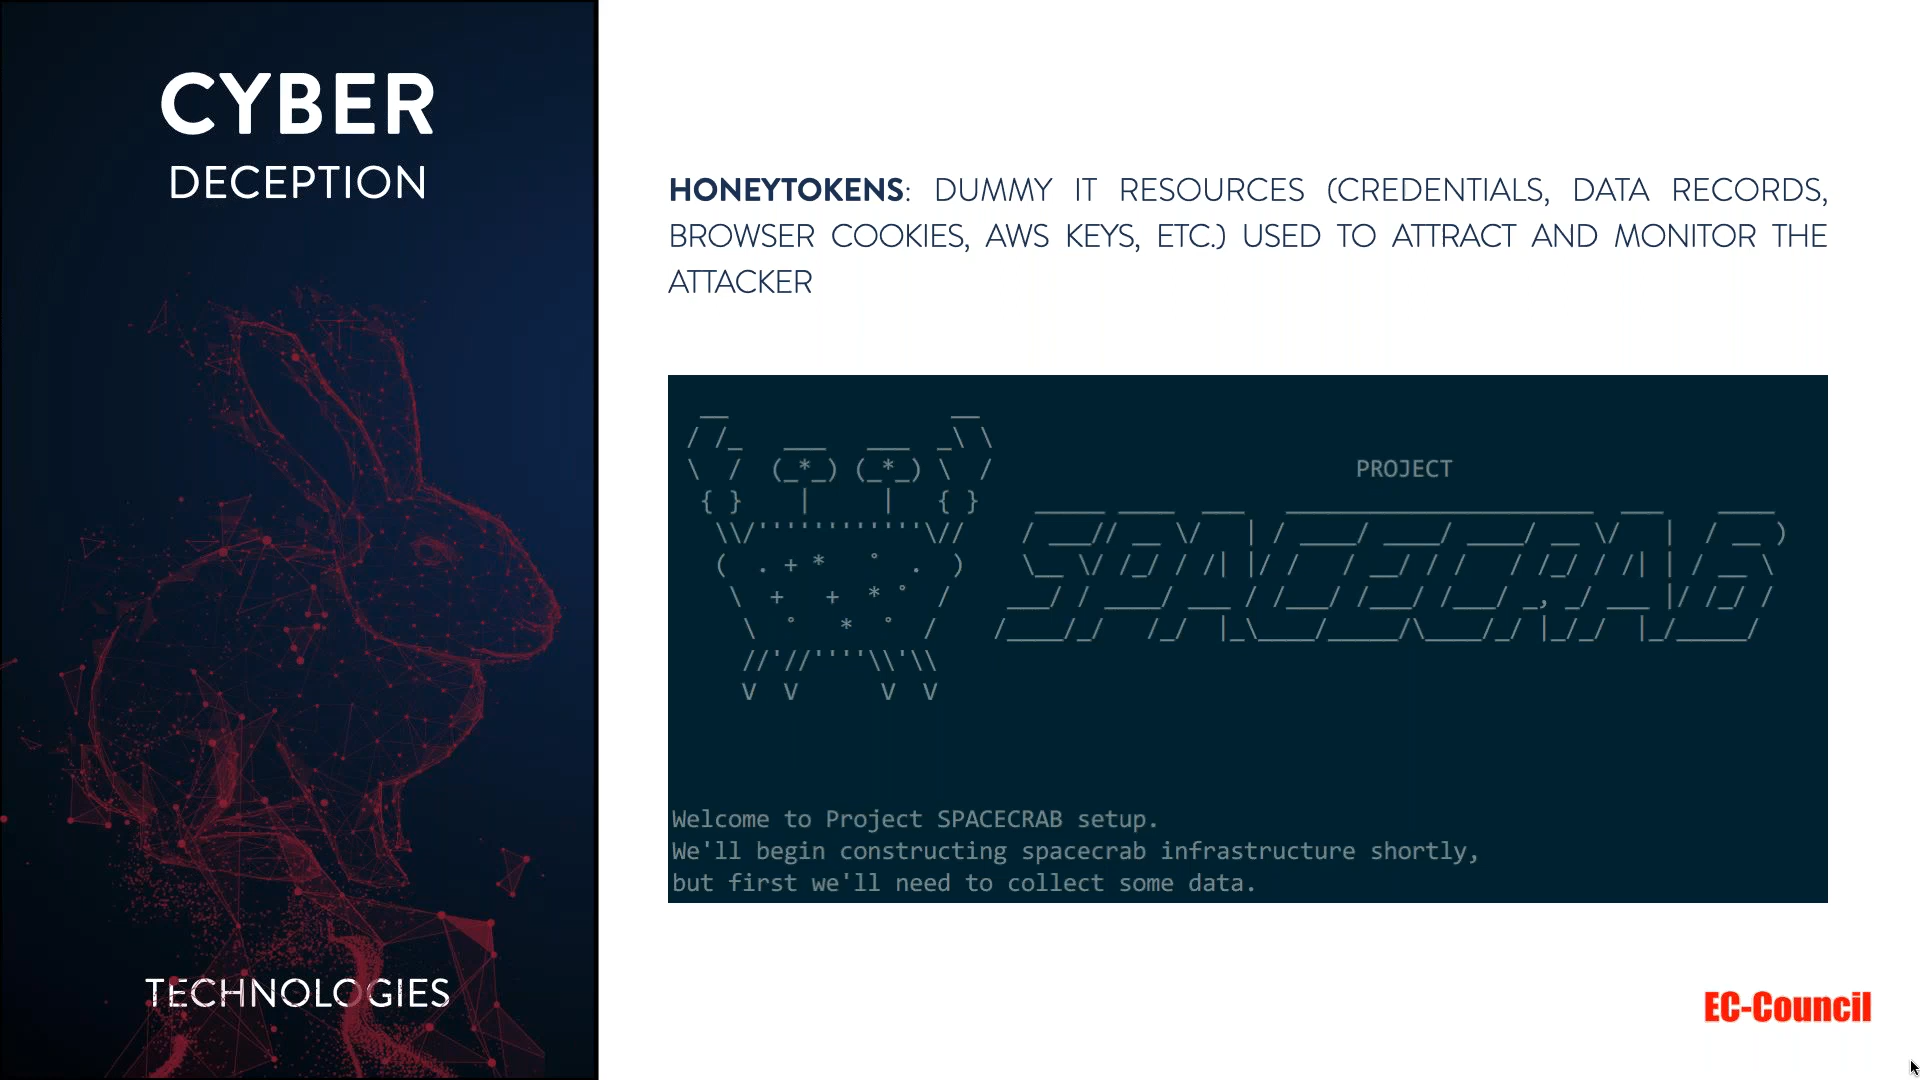 CYBER
DECEPTION
TECHNOLOGIES
HONEYTOKENS: DUMMY IT RESOURCES (CREDENTIALS, DATA RECORDS,
BROWSER COOKIES, AWS KEYS, ETC.) USED TO ATTRACT AND MONITOR THE
ATTACKER
PROJECT
SPACECRAB
Welcome to Project SPACECRAB setup.
We'll begin constructing spacecrab infrastructure shortly,
but first we'll need to collect some data.
EC-Council